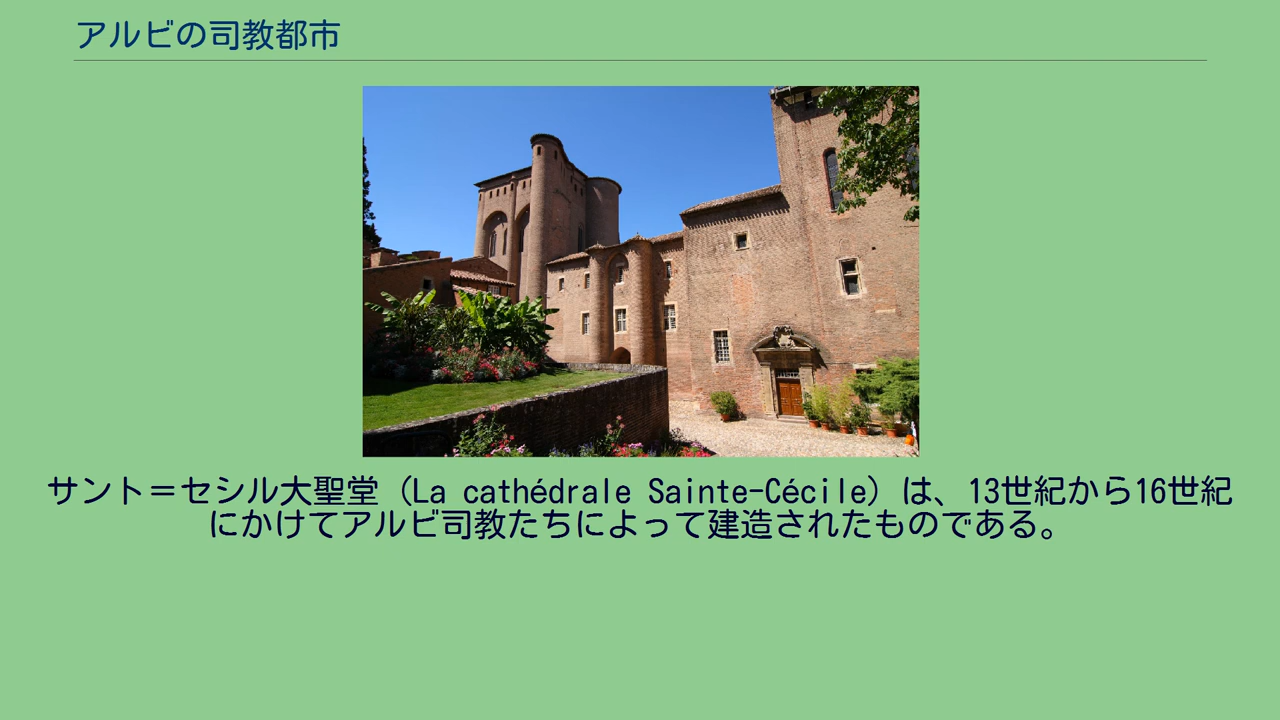 アルビの司教都市
サント＝セシル大聖堂（La cathédrale Sainte-Cécile）は、13世紀から16世紀
にかけてアルビ司教たちによって建造されたものである。